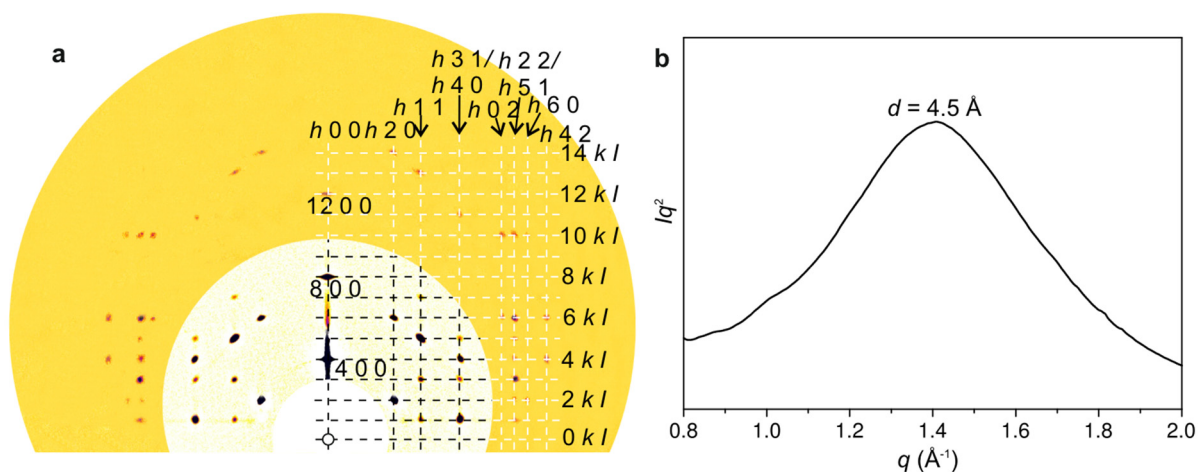 a
h 3 1/ h 2 2/
h 4 0 h 5 1
h 1 1 h 0 2 h 6 0
h 0 0 h 2 0 h 4 2
14 k l
12 k l
12 0 0
10 k l
8 k l
8 0 0
6 k l
4 k l
4 0 0
2 k l
0 k l
b
d = 4.5 Å
Iq²
0.8 1.0 1.2 1.4 1.6 1.8 2.0
q (Å⁻¹)